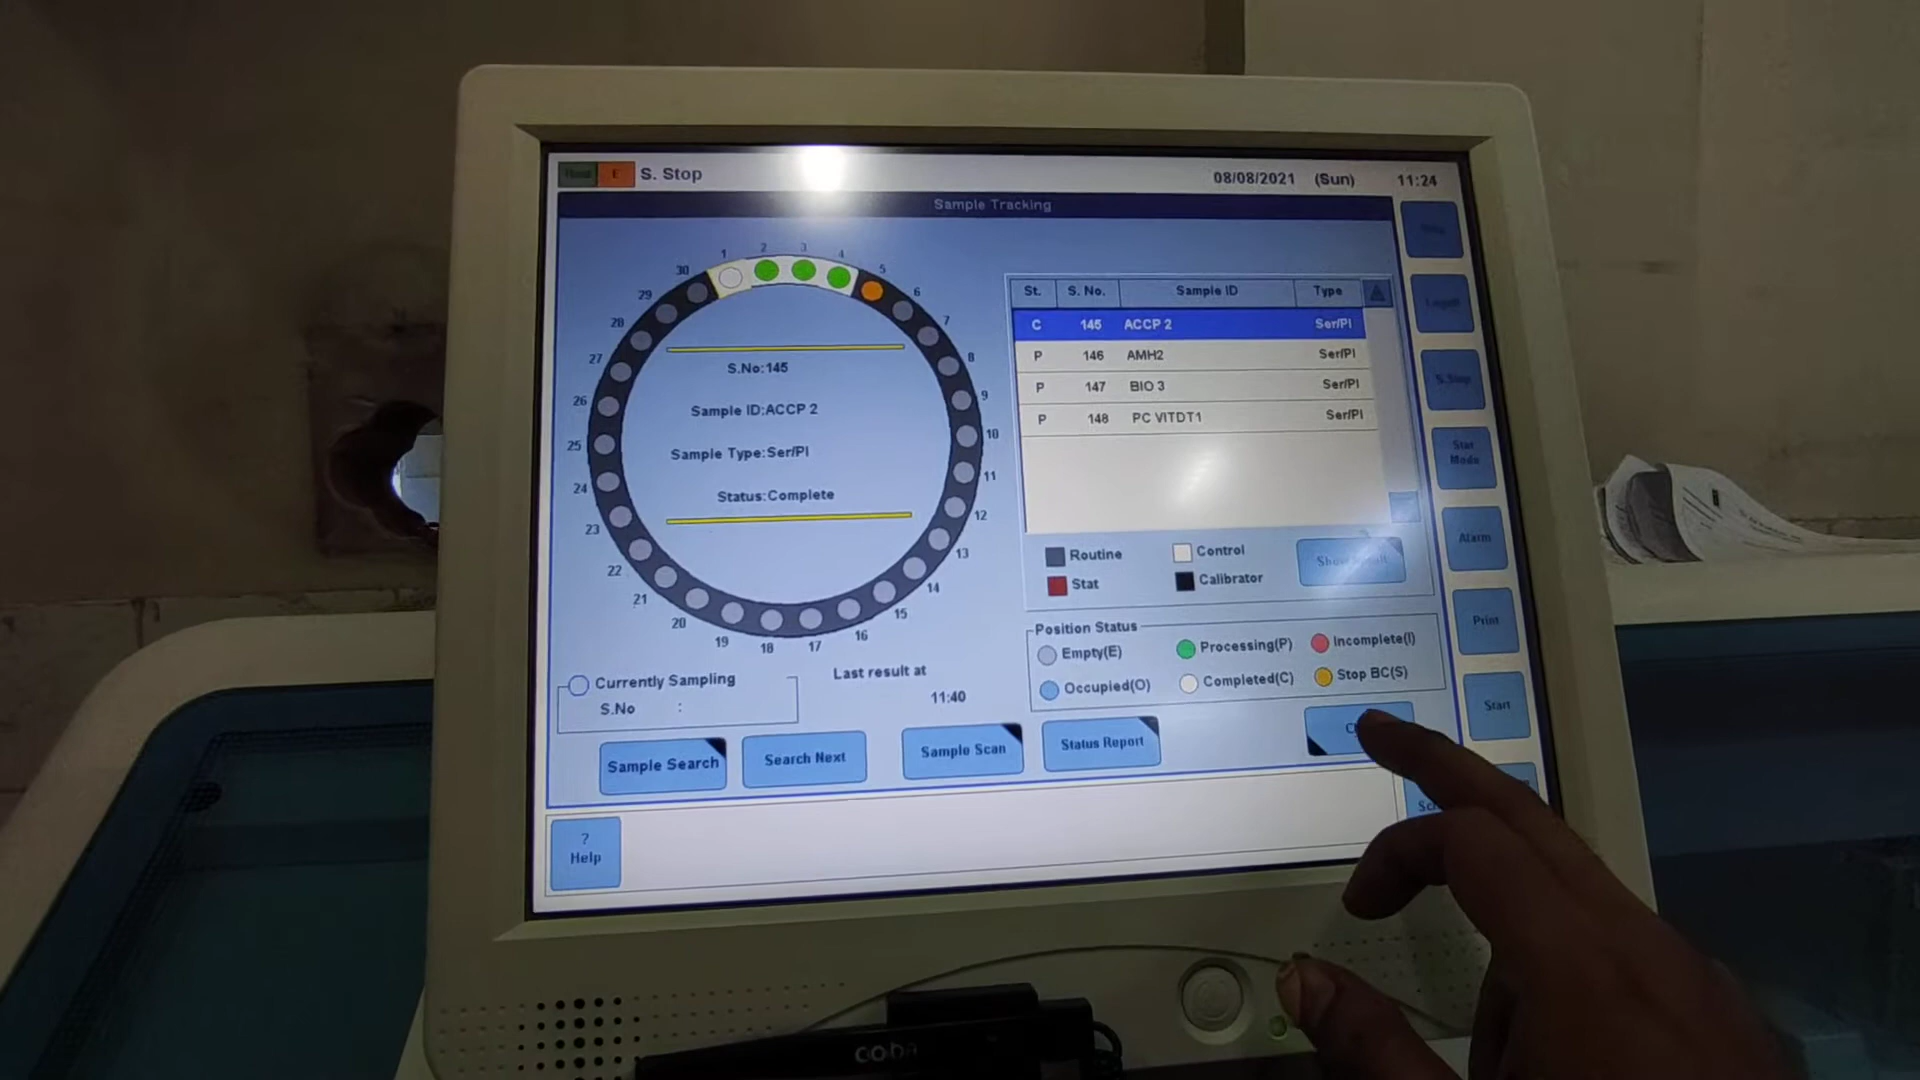 E S. Stop 08/08/2021 (Sun) 11:24
Sample Tracking
1 2 3 4 5 6 7 8 9 10 11 12 13 14 15 16 17 18 19 20 21 22 23 24 25 26 27 28 29 30
S.No:145
Sample ID:ACCP 2
Sample Type:Ser/Pl
Status:Complete
St. S. No. Sample ID Type
C 145 ACCP 2 Ser/Pl
P 146 AMH2 Ser/Pl
P 147 BIO 3 Ser/Pl
P 148 PC VITDT1 Ser/Pl
Routine Control
Stat Calibrator
Show
Position Status
Empty(E) Processing(P) Incomplete(I)
Occupied(O) Completed(C) Stop BC(S)
Currently Sampling
S.No :
Last result at
11:40
Sample Search
Search Next
Sample Scan
Status Report
?
Help
Logoff
S.Stop
Stat
Mode
Alarm
Print
Start
cobas